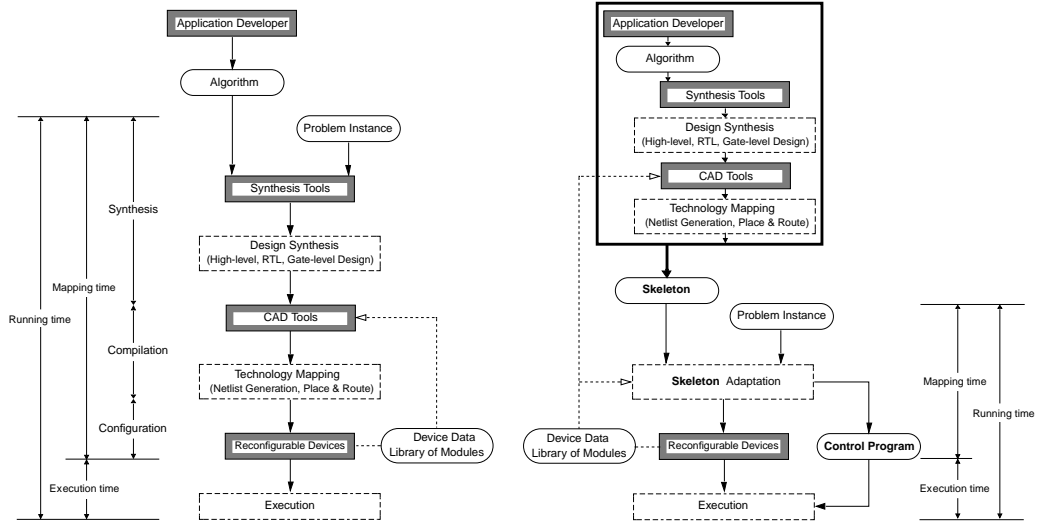 Application Developer
Algorithm
Problem Instance
Synthesis Tools
Synthesis
Design Synthesis
(High-level, RTL, Gate-level Design)
Mapping time
Running time
CAD Tools
Compilation
Technology Mapping
(Netlist Generation, Place & Route)
Configuration
Reconfigurable Devices
Device Data
Library of Modules
Execution time
Execution
Application Developer
Algorithm
Synthesis Tools
Design Synthesis
(High-level, RTL, Gate-level Design)
CAD Tools
Technology Mapping
(Netlist Generation, Place & Route)
Skeleton
Problem Instance
Skeleton Adaptation
Mapping time
Running time
Device Data
Library of Modules
Reconfigurable Devices
Control Program
Execution time
Execution